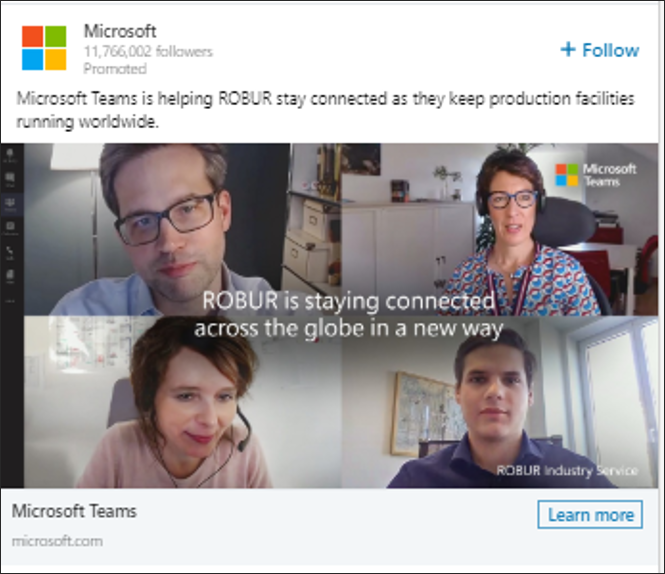 Microsoft
11,766,002 followers
Promoted
+ Follow
Microsoft Teams is helping ROBUR stay connected as they keep production facilities
running worldwide.
Microsoft
Teams
ROBUR is staying connected
across the globe in a new way
ROBUR Industry Service
Microsoft Teams
Learn more
microsoft.com